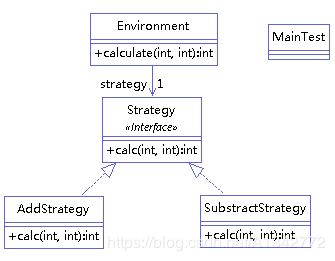 Environment
+calculate(int, int):int
MainTest
strategy 1
Strategy
«Interface»
+calc(int, int):int
AddStrategy
+calc(int, int):int
SubstractStrategy
+calc(int, int):int